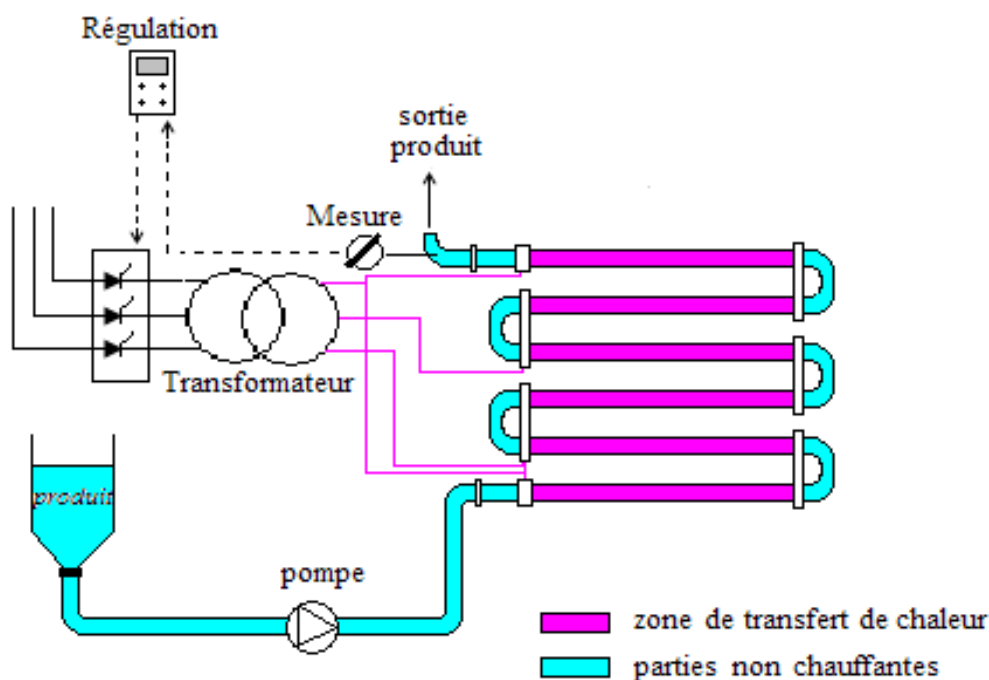 Régulation
sortie
produit
Mesure
Transformateur
produit
pompe
zone de transfert de chaleur
parties non chauffantes